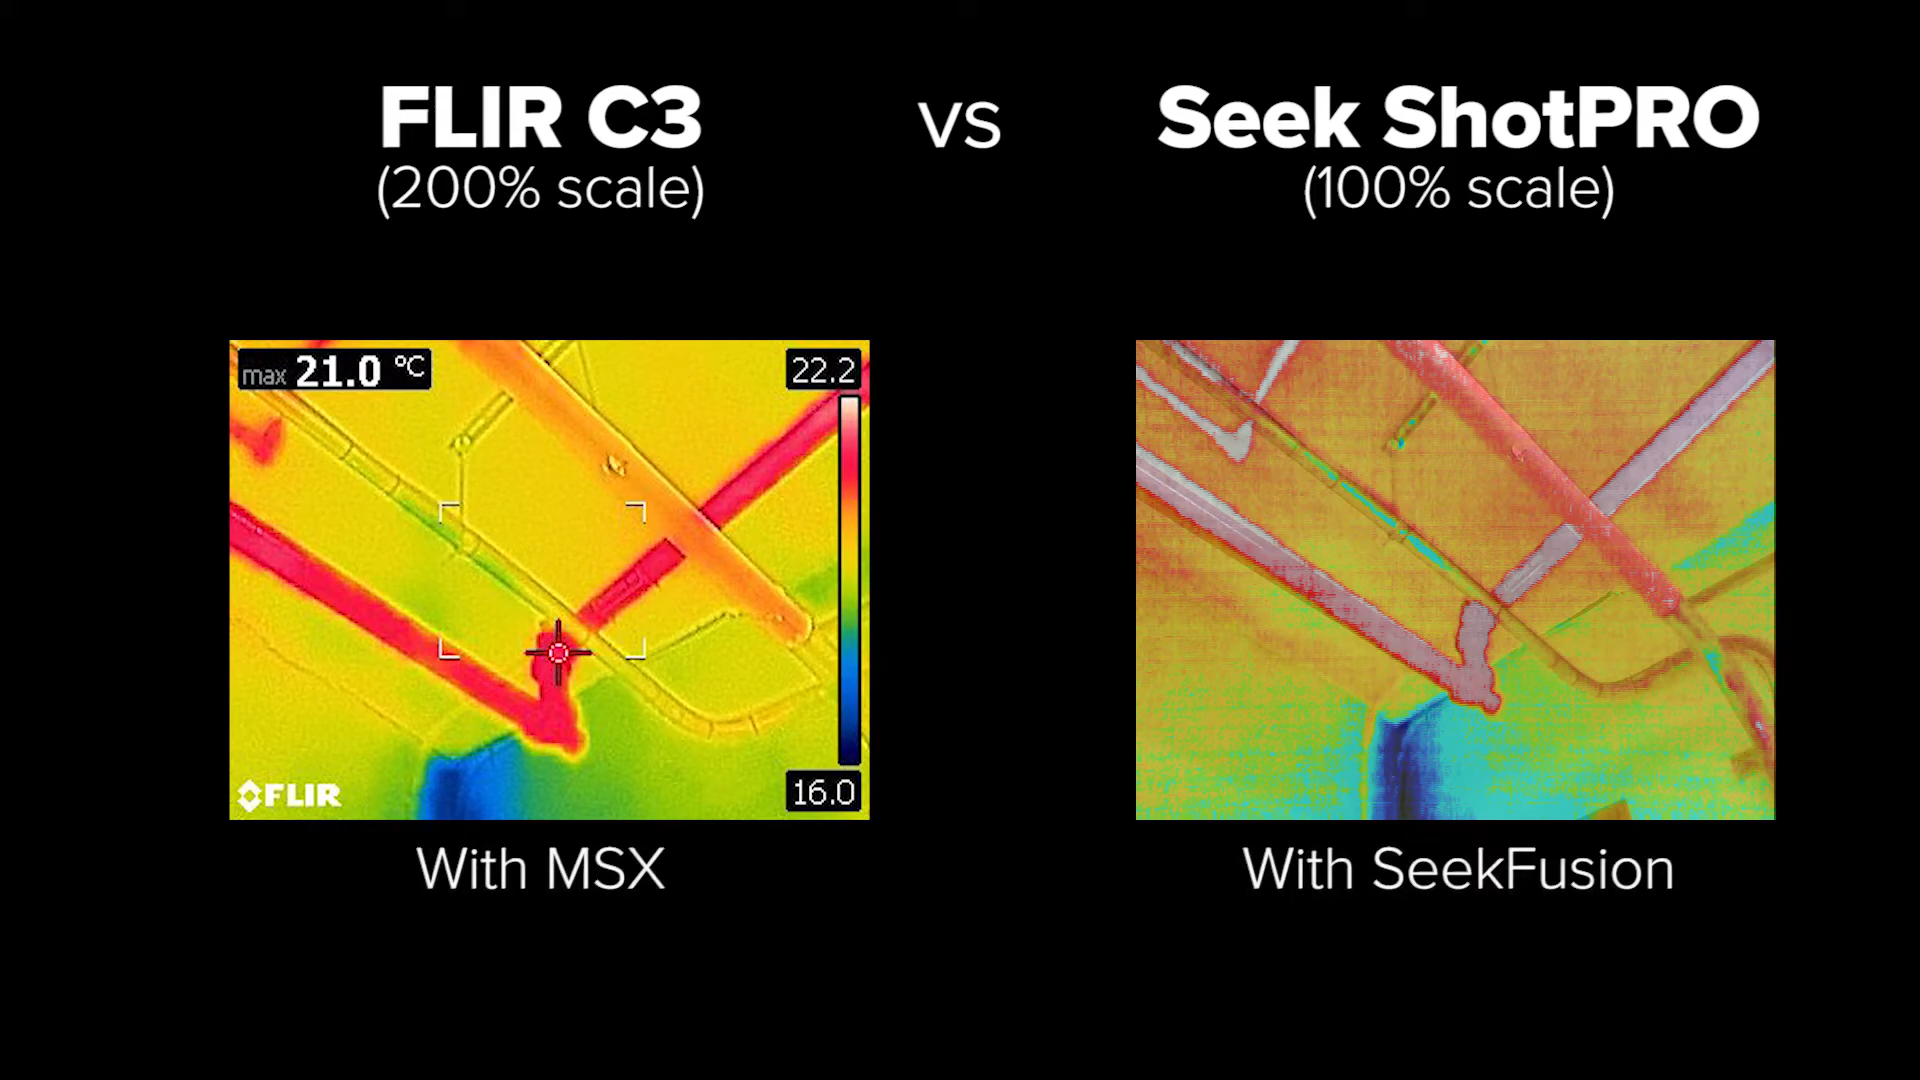 FLIR C3 vs Seek ShotPRO
(200% scale) (100% scale)
max 21.0 °C 22.2
16.0
FLIR
With MSX With SeekFusion